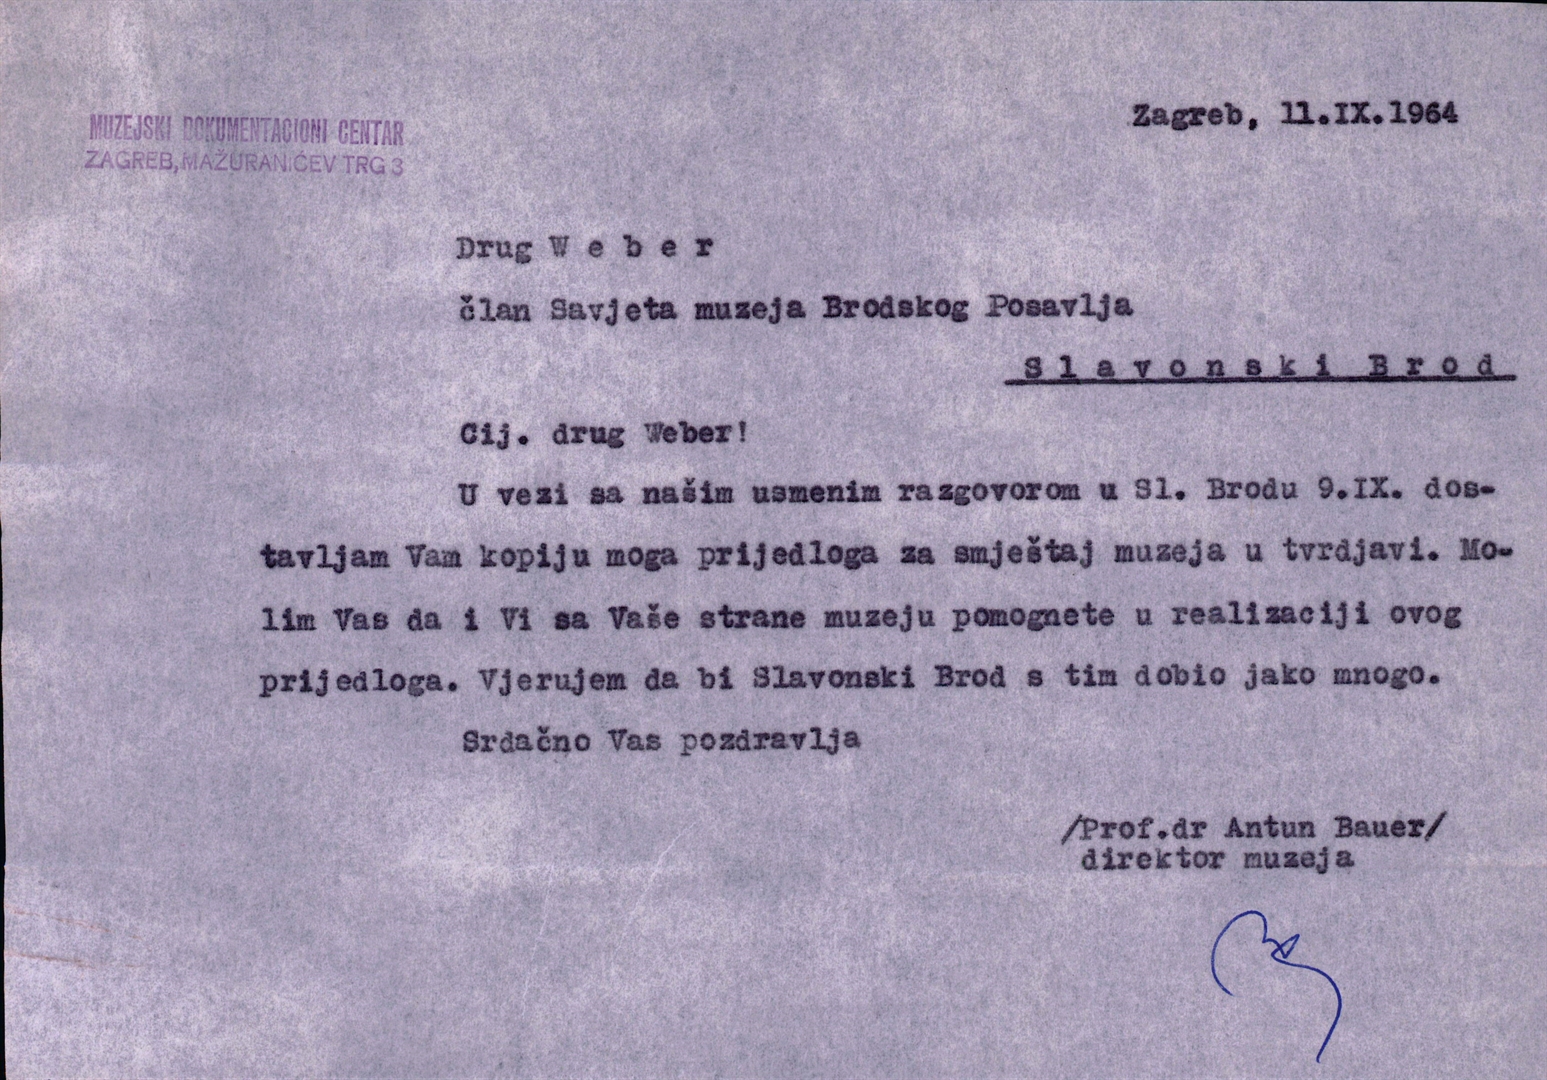 MUZEJSKI DOKUMENTACIONI CENTAR
ZAGREB, MAŽURANIĆEV TRG 3
Zagreb, 11.IX.1964
Drug W e b e r
član Savjeta muzeja Brodskog Posavlja
S l a v o n s k i  B r o d
Cij. drug Weber!
U vezi sa našim usmenim razgovorom u Sl. Brodu 9.IX. dos-
tavljam Vam kopiju moga prijedloga za smještaj muzeja u tvrdjavi. Mo-
lim Vas da i Vi sa Vaše strane muzeju pomognete u realizaciji ovog
prijedloga. Vjerujem da bi Slavonski Brod s tim dobio jako mnogo.
Srdačno Vas pozdravlja
/Prof.dr Antun Bauer/
direktor muzeja